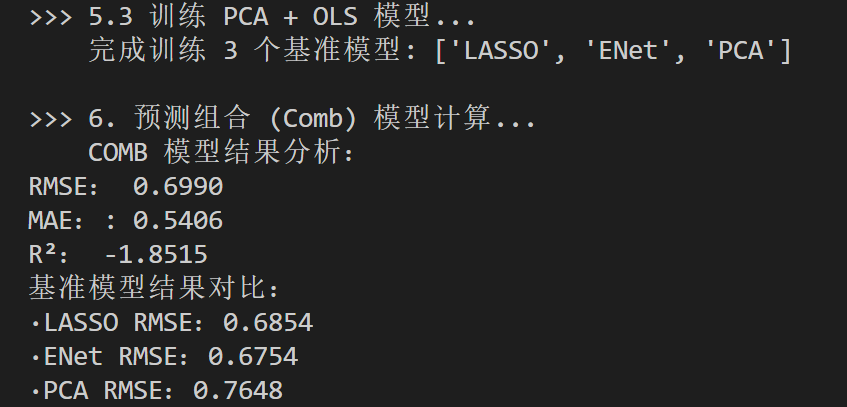 >>> 5.3 训练 PCA + OLS 模型...
完成训练 3 个基准模型: ['LASSO', 'ENet', 'PCA']
>>> 6. 预测组合 (Comb) 模型计算...
COMB 模型结果分析：
RMSE： 0.6990
MAE：: 0.5406
R²： -1.8515
基准模型结果对比：
·LASSO RMSE：0.6854
·ENet RMSE：0.6754
·PCA RMSE：0.7648